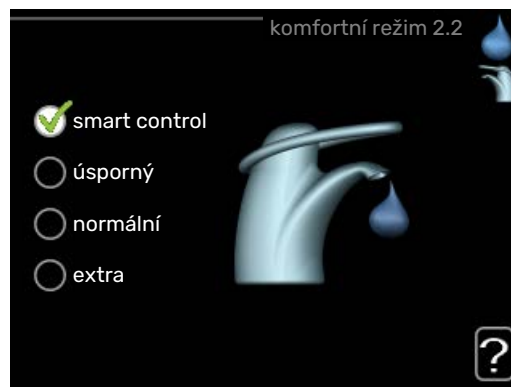 komfortní režim 2.2
smart control
úsporný
normální
extra
?